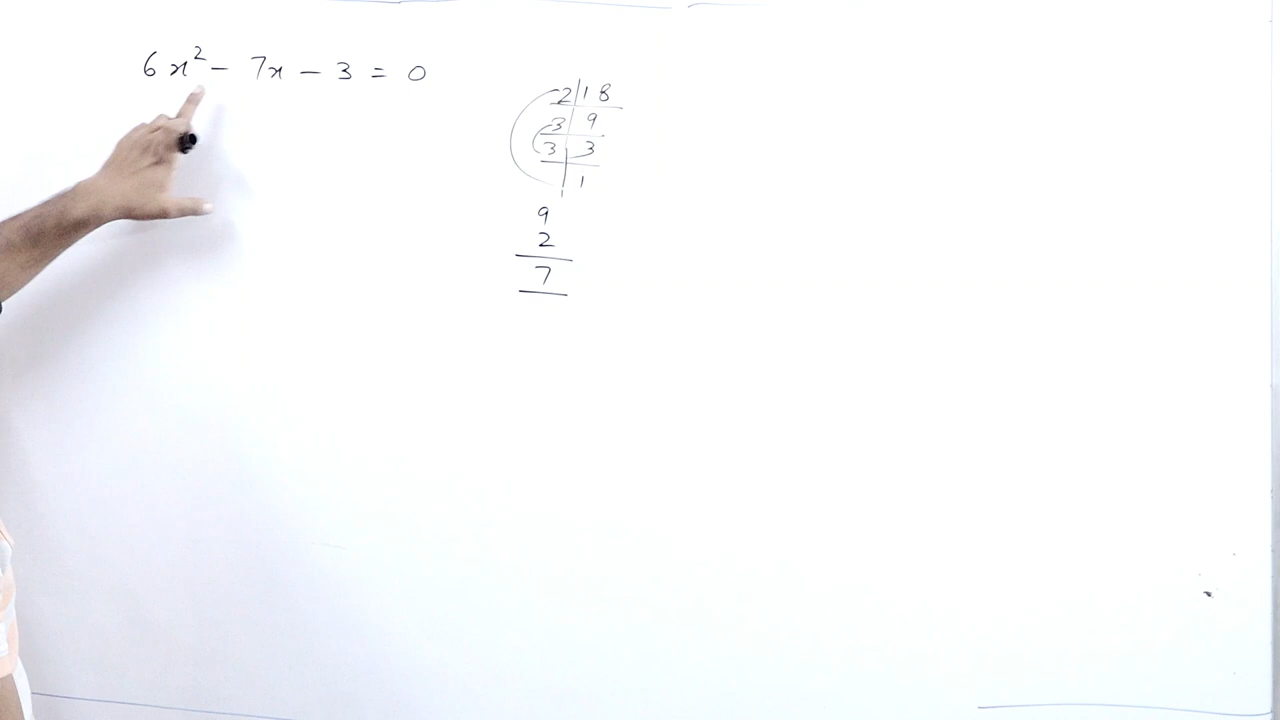 6x² - 7x - 3 = 0
2 | 18
3 | 9
3 | 3
| 1
9
2
7